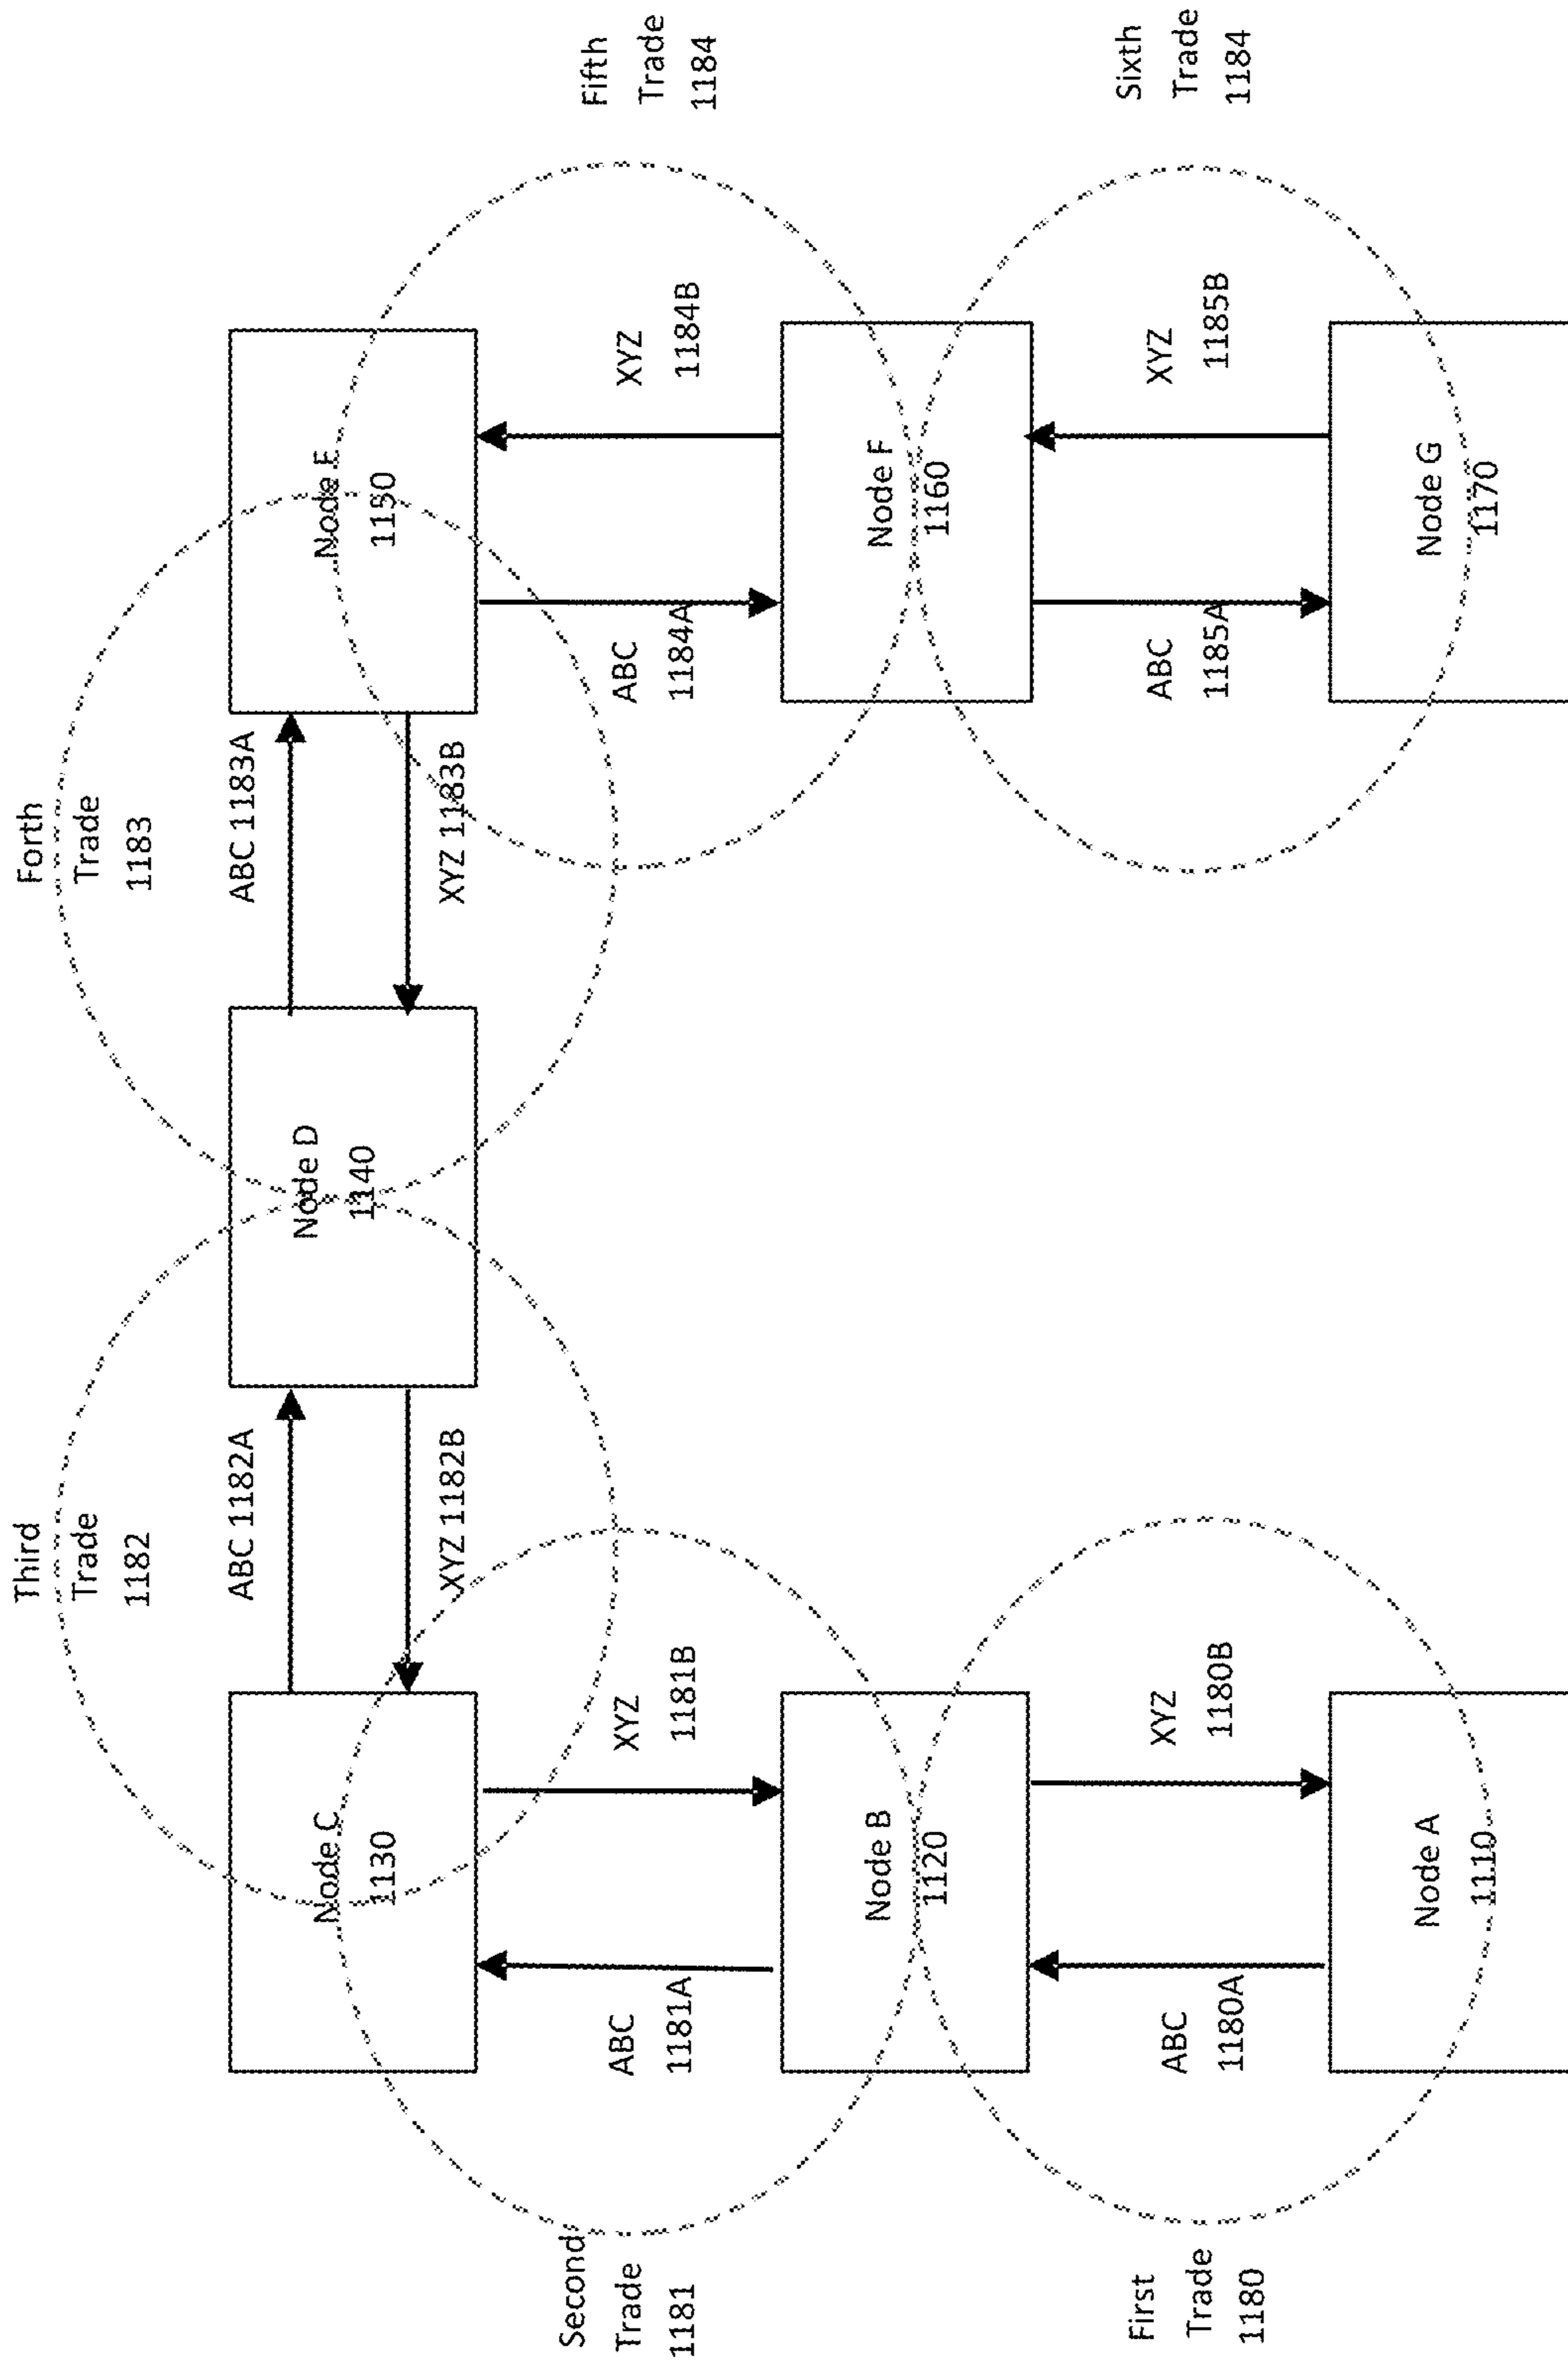 Third
Trade
1182
Forth
Trade
1183
ABC 1182A
ABC 1183A
Node C
1130
Node D
1140
Node E
1150
XYZ 1182B
XYZ 1183B
Second
Trade
1181
ABC
1181A
XYZ
1181B
ABC
1184A
XYZ
1184B
Fifth
Trade
1184
Node B
1120
Node F
1160
First
Trade
1180
ABC
1180A
XYZ
1180B
ABC
1185A
XYZ
1185B
Sixth
Trade
1184
Node A
1110
Node G
1170